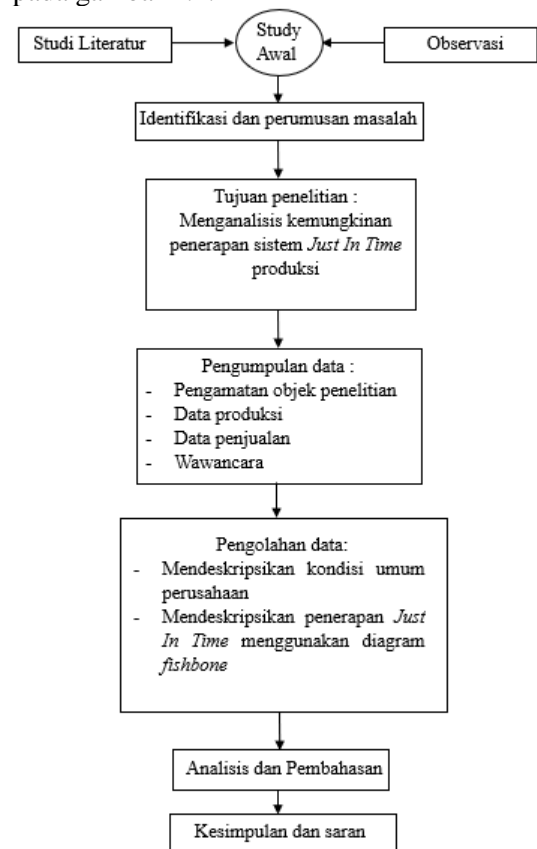 Studi Literatur
Study
Awal
Observasi
Identifikasi dan perumusan masalah
Tujuan penelitian :
Menganalisis kemungkinan
penerapan sistem Just In Time
produksi
Pengumpulan data :
- Pengamatan objek penelitian
- Data produksi
- Data penjualan
- Wawancara
Pengolahan data:
- Mendeskripsikan kondisi umum
perusahaan
- Mendeskripsikan penerapan Just
In Time menggunakan diagram
fishbone
Analisis dan Pembahasan
Kesimpulan dan saran